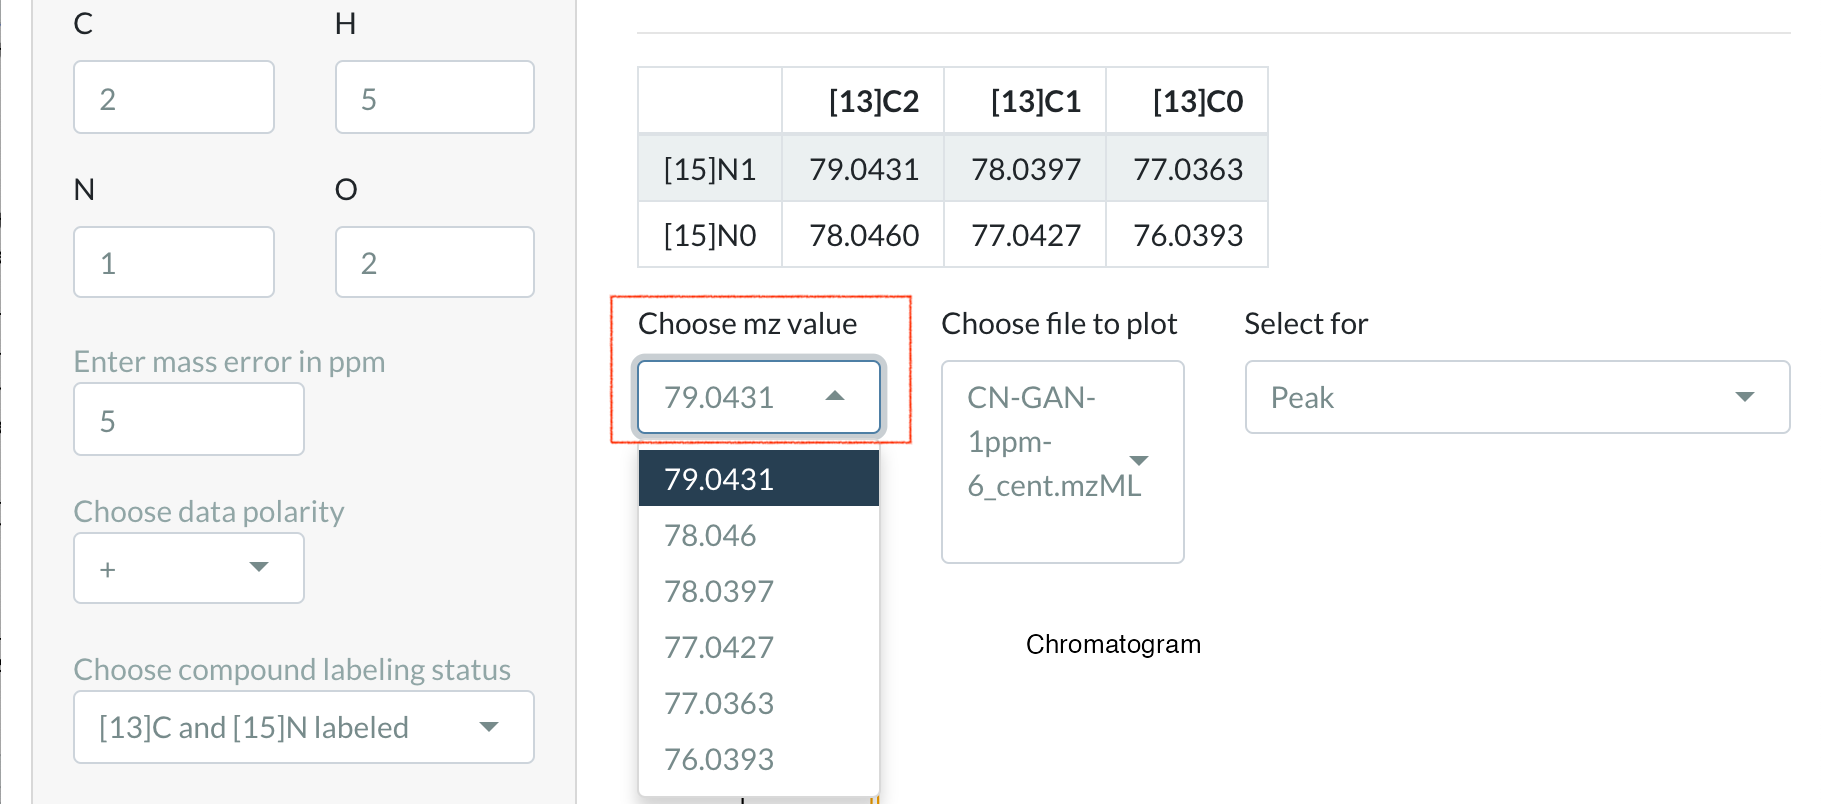 C H
2 5
N O
1 2
Enter mass error in ppm
5
Choose data polarity
+
Choose compound labeling status
[13]C and [15]N labeled
[13]C2 [13]C1 [13]C0
[15]N1 79.0431 78.0397 77.0363
[15]N0 78.0460 77.0427 76.0393
Choose mz value
79.0431
79.0431
78.046
78.0397
77.0427
77.0363
76.0393
Choose file to plot
CN-GAN-
1ppm-
6_cent.mzML
Select for
Peak
Chromatogram